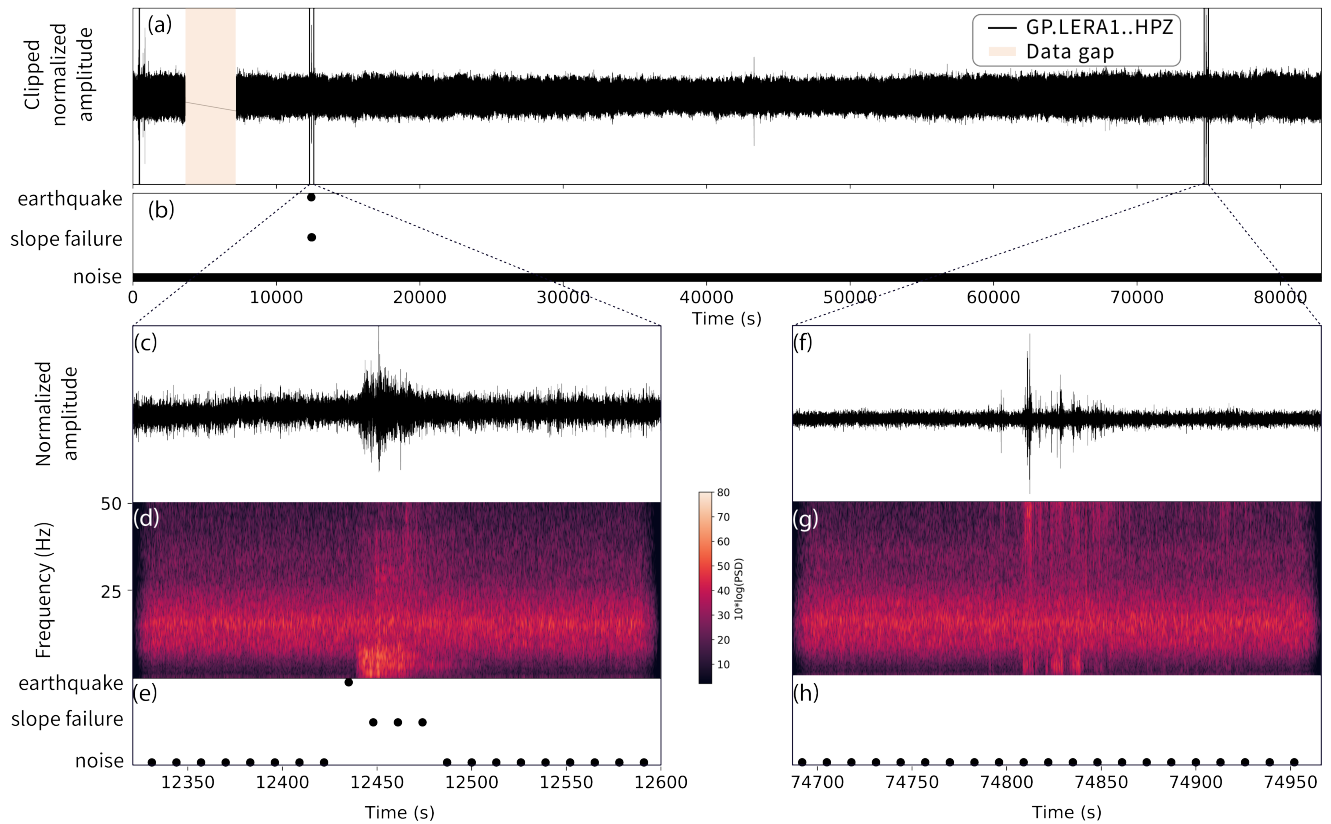 (a)
GP.LERA1..HPZ
Data gap
Clipped
normalized
amplitude
earthquake
slope failure
noise
(b)
0 10000 20000 30000 40000 50000 60000 70000 80000
Time (s)
(c)
Normalized
amplitude
(f)
50
25
Frequency (Hz)
(d)
80
70
60
50
40
30
20
10
10*log(PSD)
(g)
earthquake
slope failure
noise
(e)
(h)
12350 12400 12450 12500 12550 12600
Time (s)
74700 74750 74800 74850 74900 74950
Time (s)